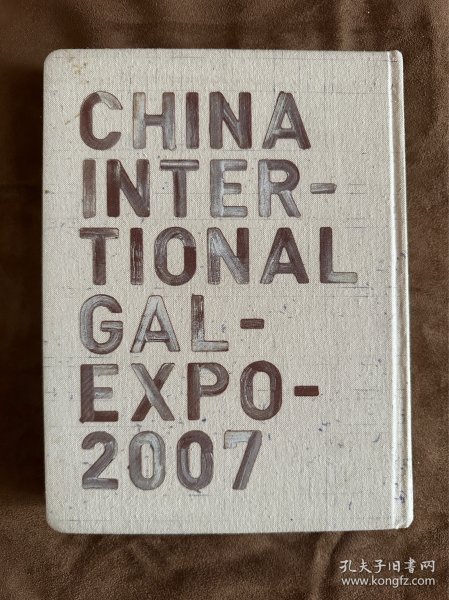 CHINA
INTER-
TIONAL
GAL-
EXPO-
2007
孔夫子旧书网
www.kongfz.com